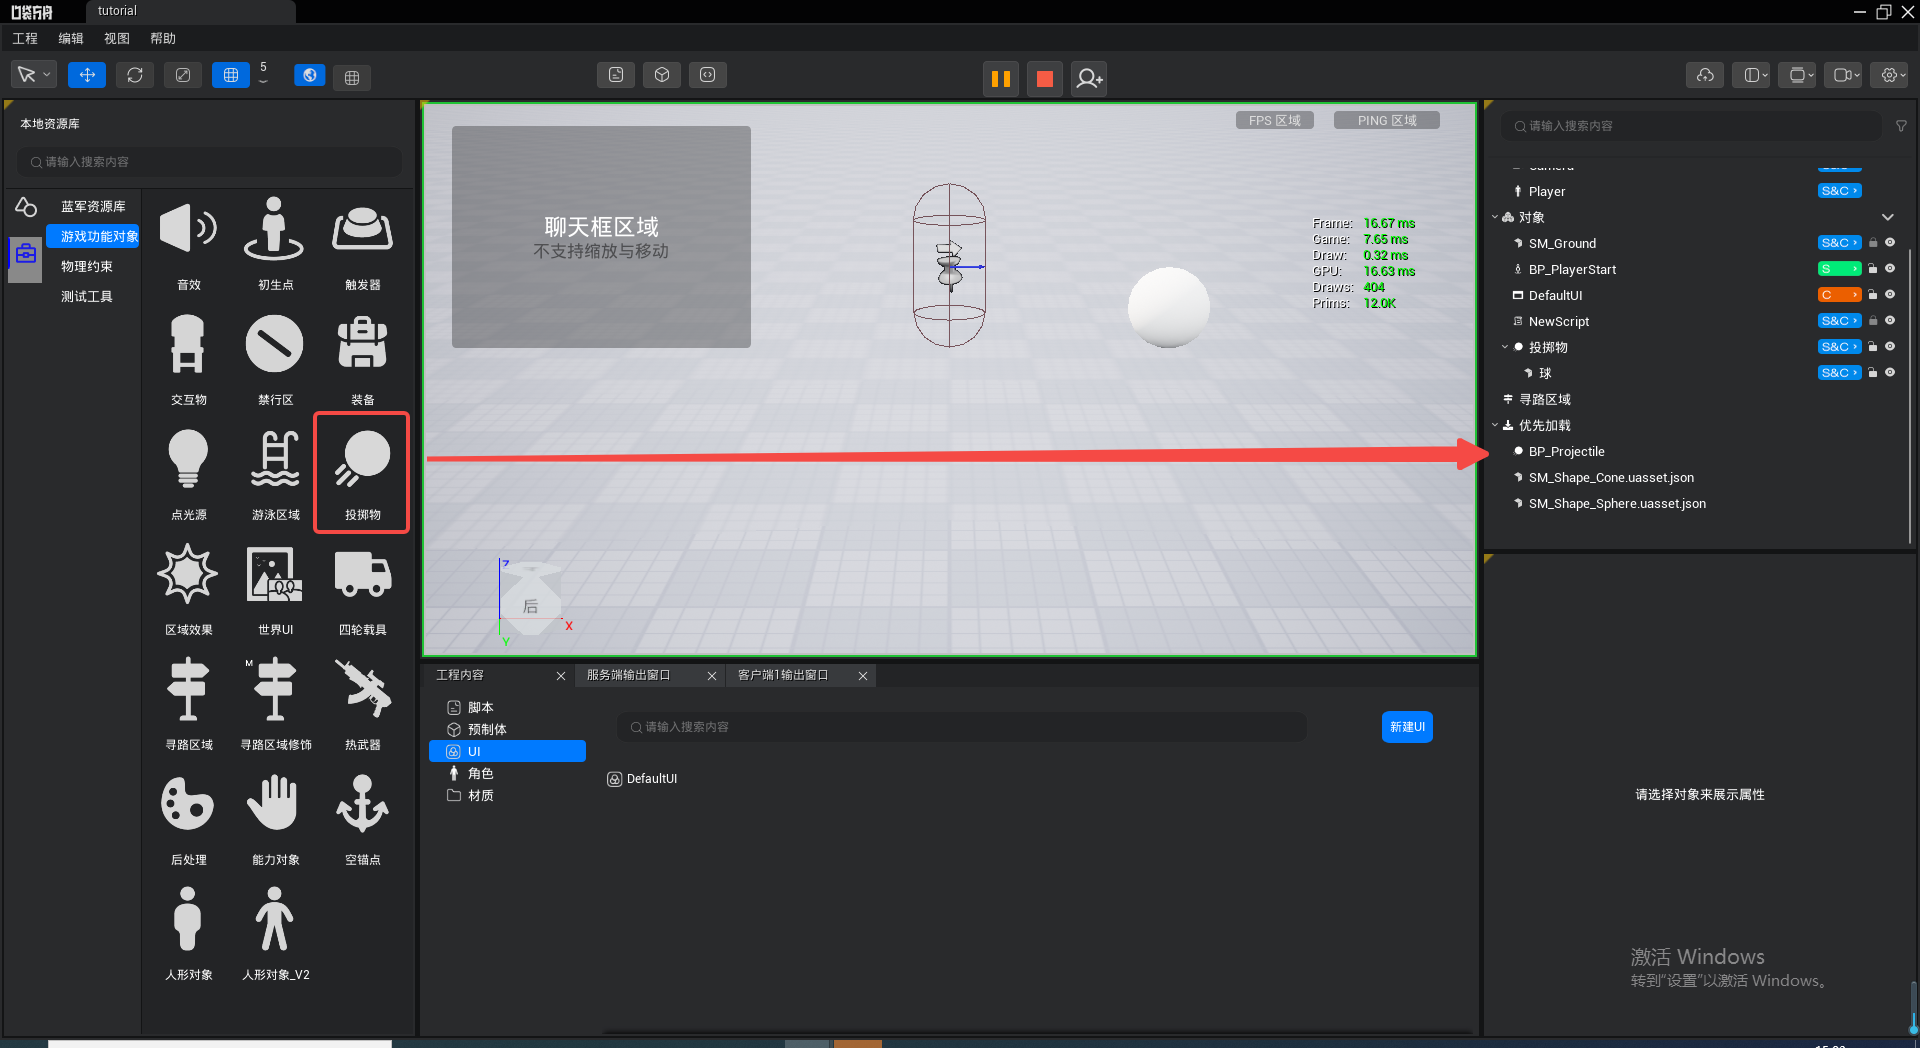 口袋方舟
tutorial
工程
编辑
视图
帮助
5
本地资源库
请输入搜索内容
蓝军资源库
游戏功能对象
物理约束
测试工具
音效
初生点
触发器
交互物
禁行区
装备
点光源
游泳区域
投掷物
区域效果
世界UI
四轮载具
寻路区域
M
寻路区域修饰
热武器
后处理
能力对象
空锚点
人形对象
人形对象_V2
聊天框区域
不支持缩放与移动
FPS 区域
PING 区域
Frame: 16.67 ms
Game: 7.65 ms
Draw: 0.32 ms
GPU: 16.63 ms
Draws: 404
Prims: 12.0K
Z
后
X
Y
工程内容
服务端输出窗口
客户端1输出窗口
脚本
预制体
UI
角色
材质
请输入搜索内容
新建UI
DefaultUI
请输入搜索内容
Camera
Player S&C
对象
SM_Ground S&C
BP_PlayerStart S
DefaultUI C
NewScript S&C
投掷物 S&C
球 S&C
寻路区域
优先加载
BP_Projectile
SM_Shape_Cone.uasset.json
SM_Shape_Sphere.uasset.json
请选择对象来展示属性
激活 Windows
转到“设置”以激活 Windows。